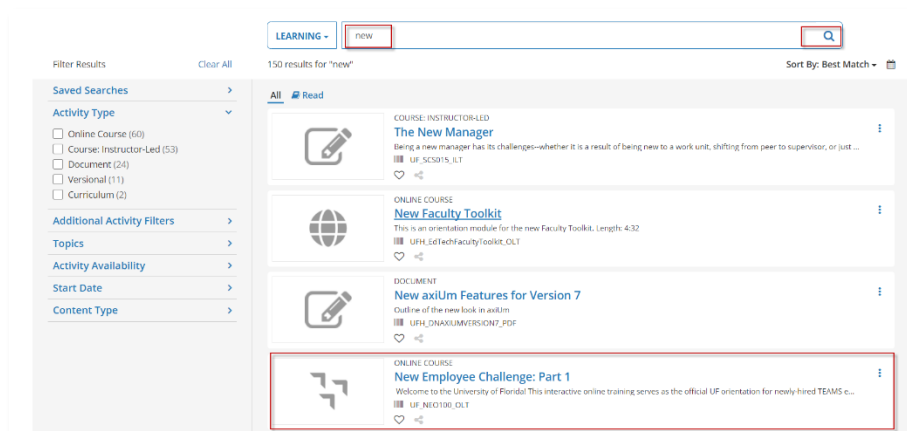 LEARNING
new
Filter Results
Clear All
150 results for "new"
Sort By: Best Match
Saved Searches
All
Read
Activity Type
Online Course (60)
Course: Instructor-Led (53)
Document (24)
Versional (11)
Curriculum (2)
Additional Activity Filters
Topics
Activity Availability
Start Date
Content Type
COURSE: INSTRUCTOR-LED
The New Manager
Being a new manager has its challenges--whether it is a result of being new to a work unit, shifting from peer to supervisor, or just ...
UF_SCS015_ILT
ONLINE COURSE
New Faculty Toolkit
This is an orientation module for the new Faculty Toolkit. Length: 4:32
UFH_EdTechFacultyToolkit_OLT
DOCUMENT
New axiUm Features for Version 7
Outline of the new look in axiUm
UFH_DNAXIUMVERSION7_PDF
ONLINE COURSE
New Employee Challenge: Part 1
Welcome to the University of Florida! This interactive online training serves as the official UF orientation for newly-hired TEAMS e...
UF_NEO100_OLT